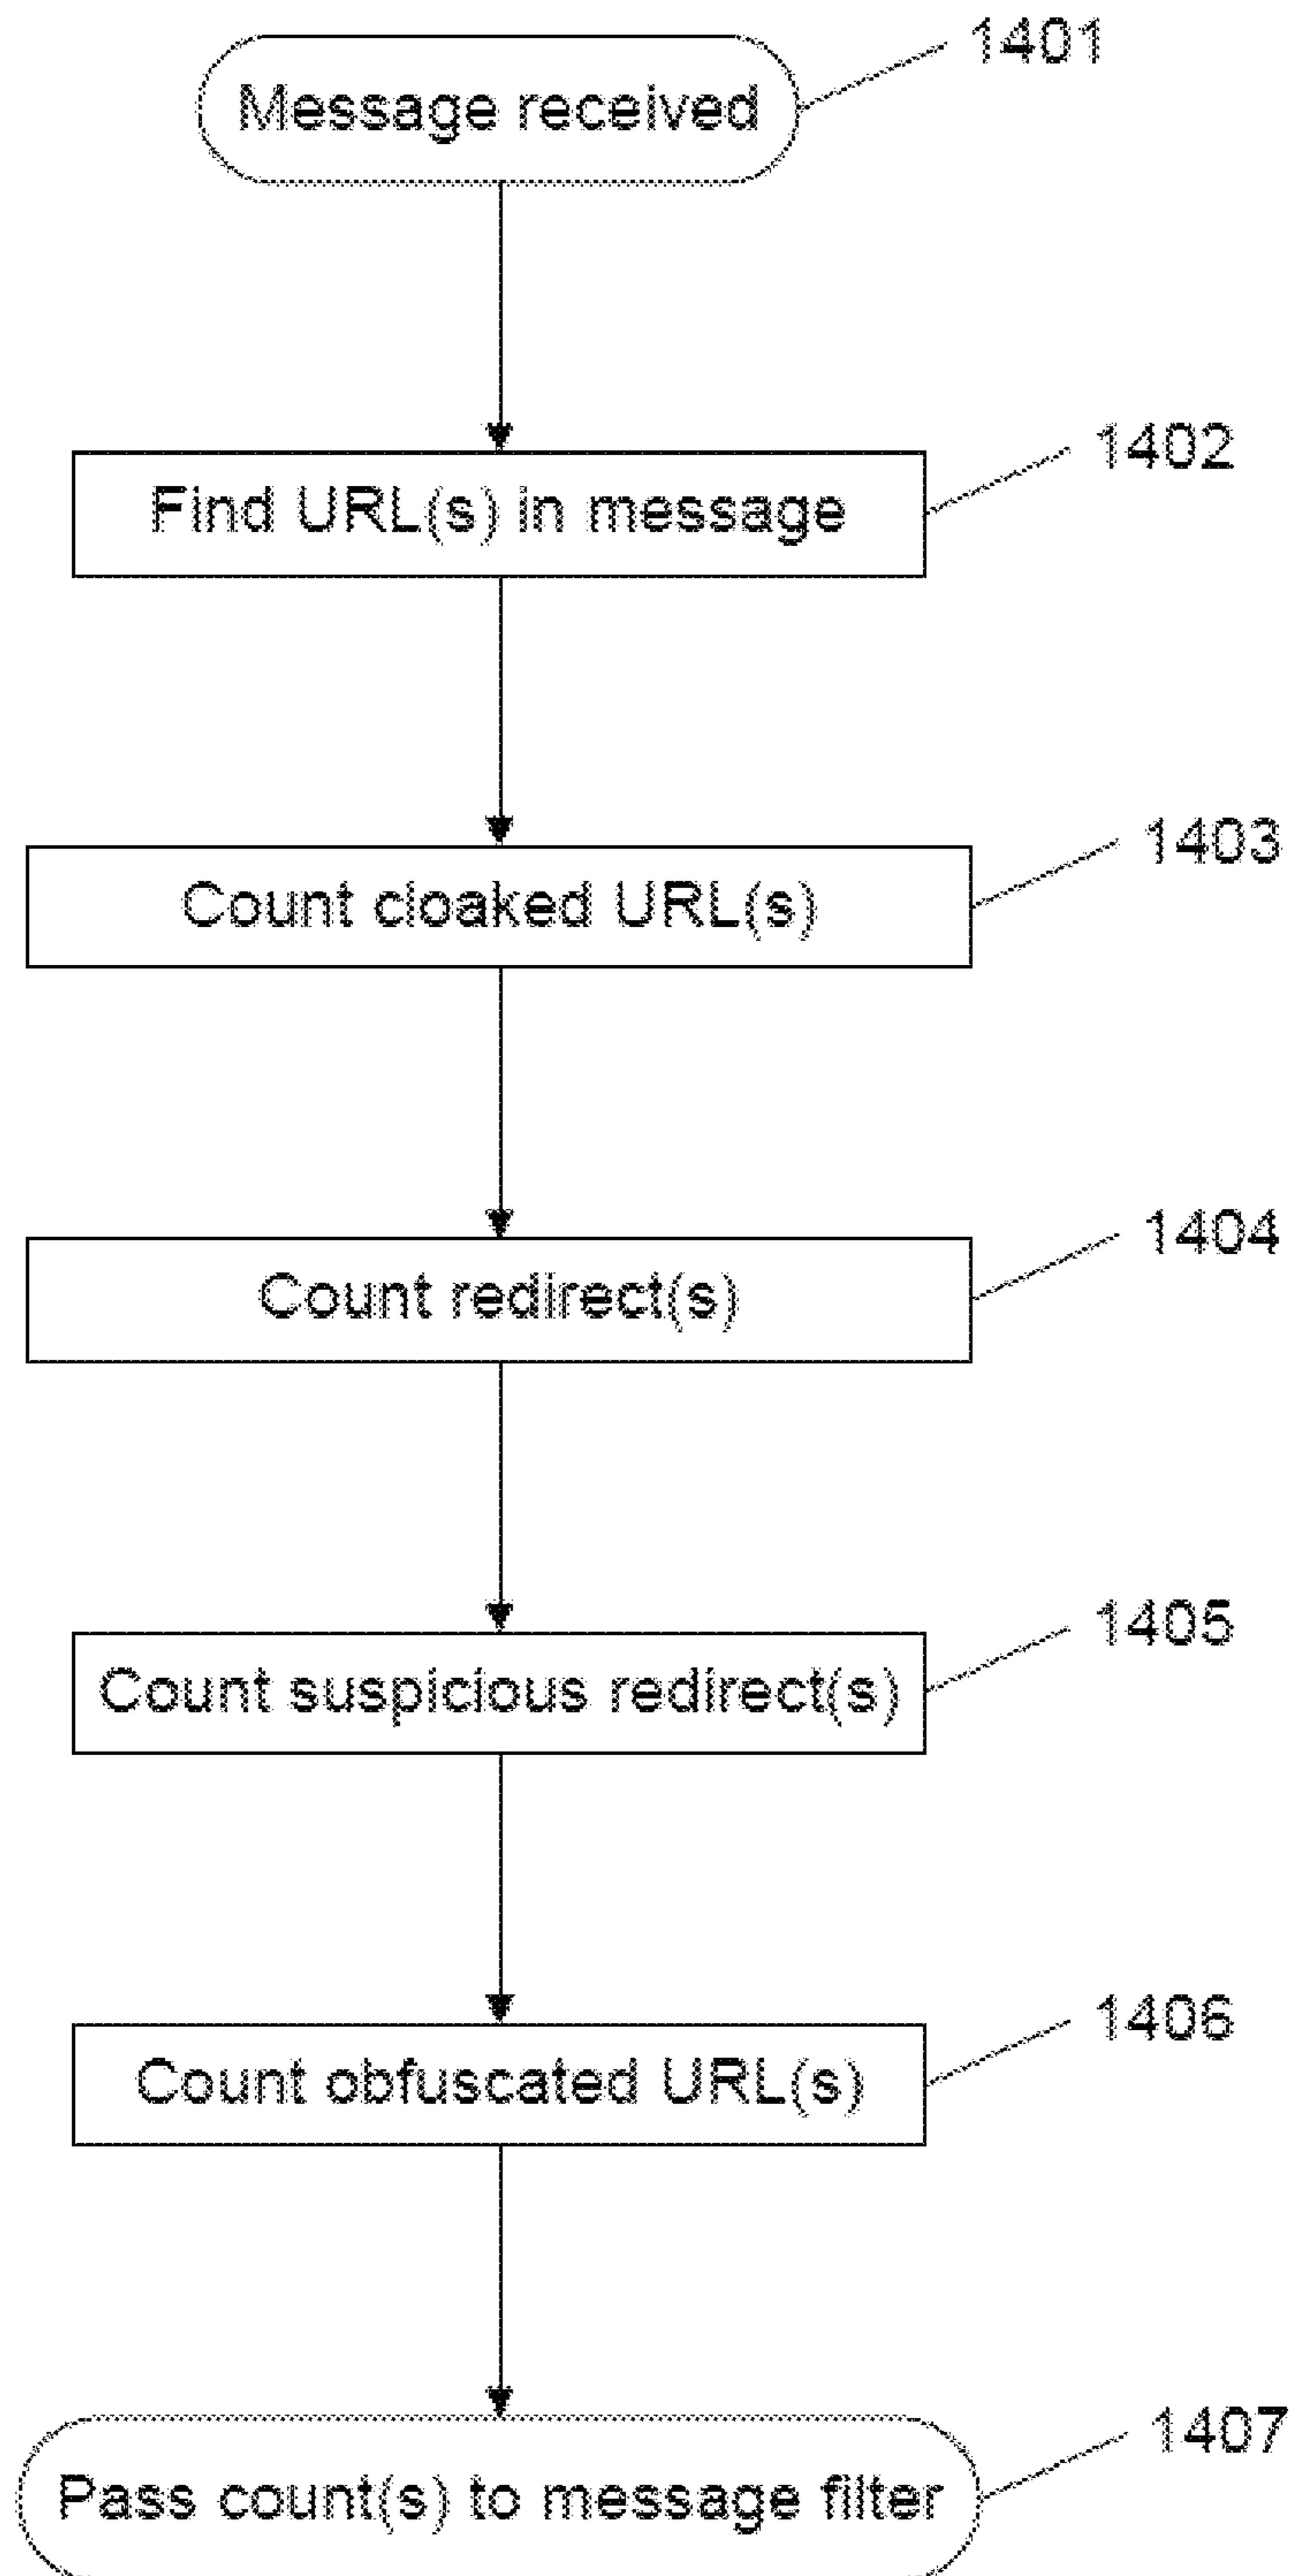 1401
Message received
1402
Find URL(s) in message
1403
Count cloaked URL(s)
1404
Count redirect(s)
1405
Count suspicious redirect(s)
1406
Count obfuscated URL(s)
1407
Pass count(s) to message filter